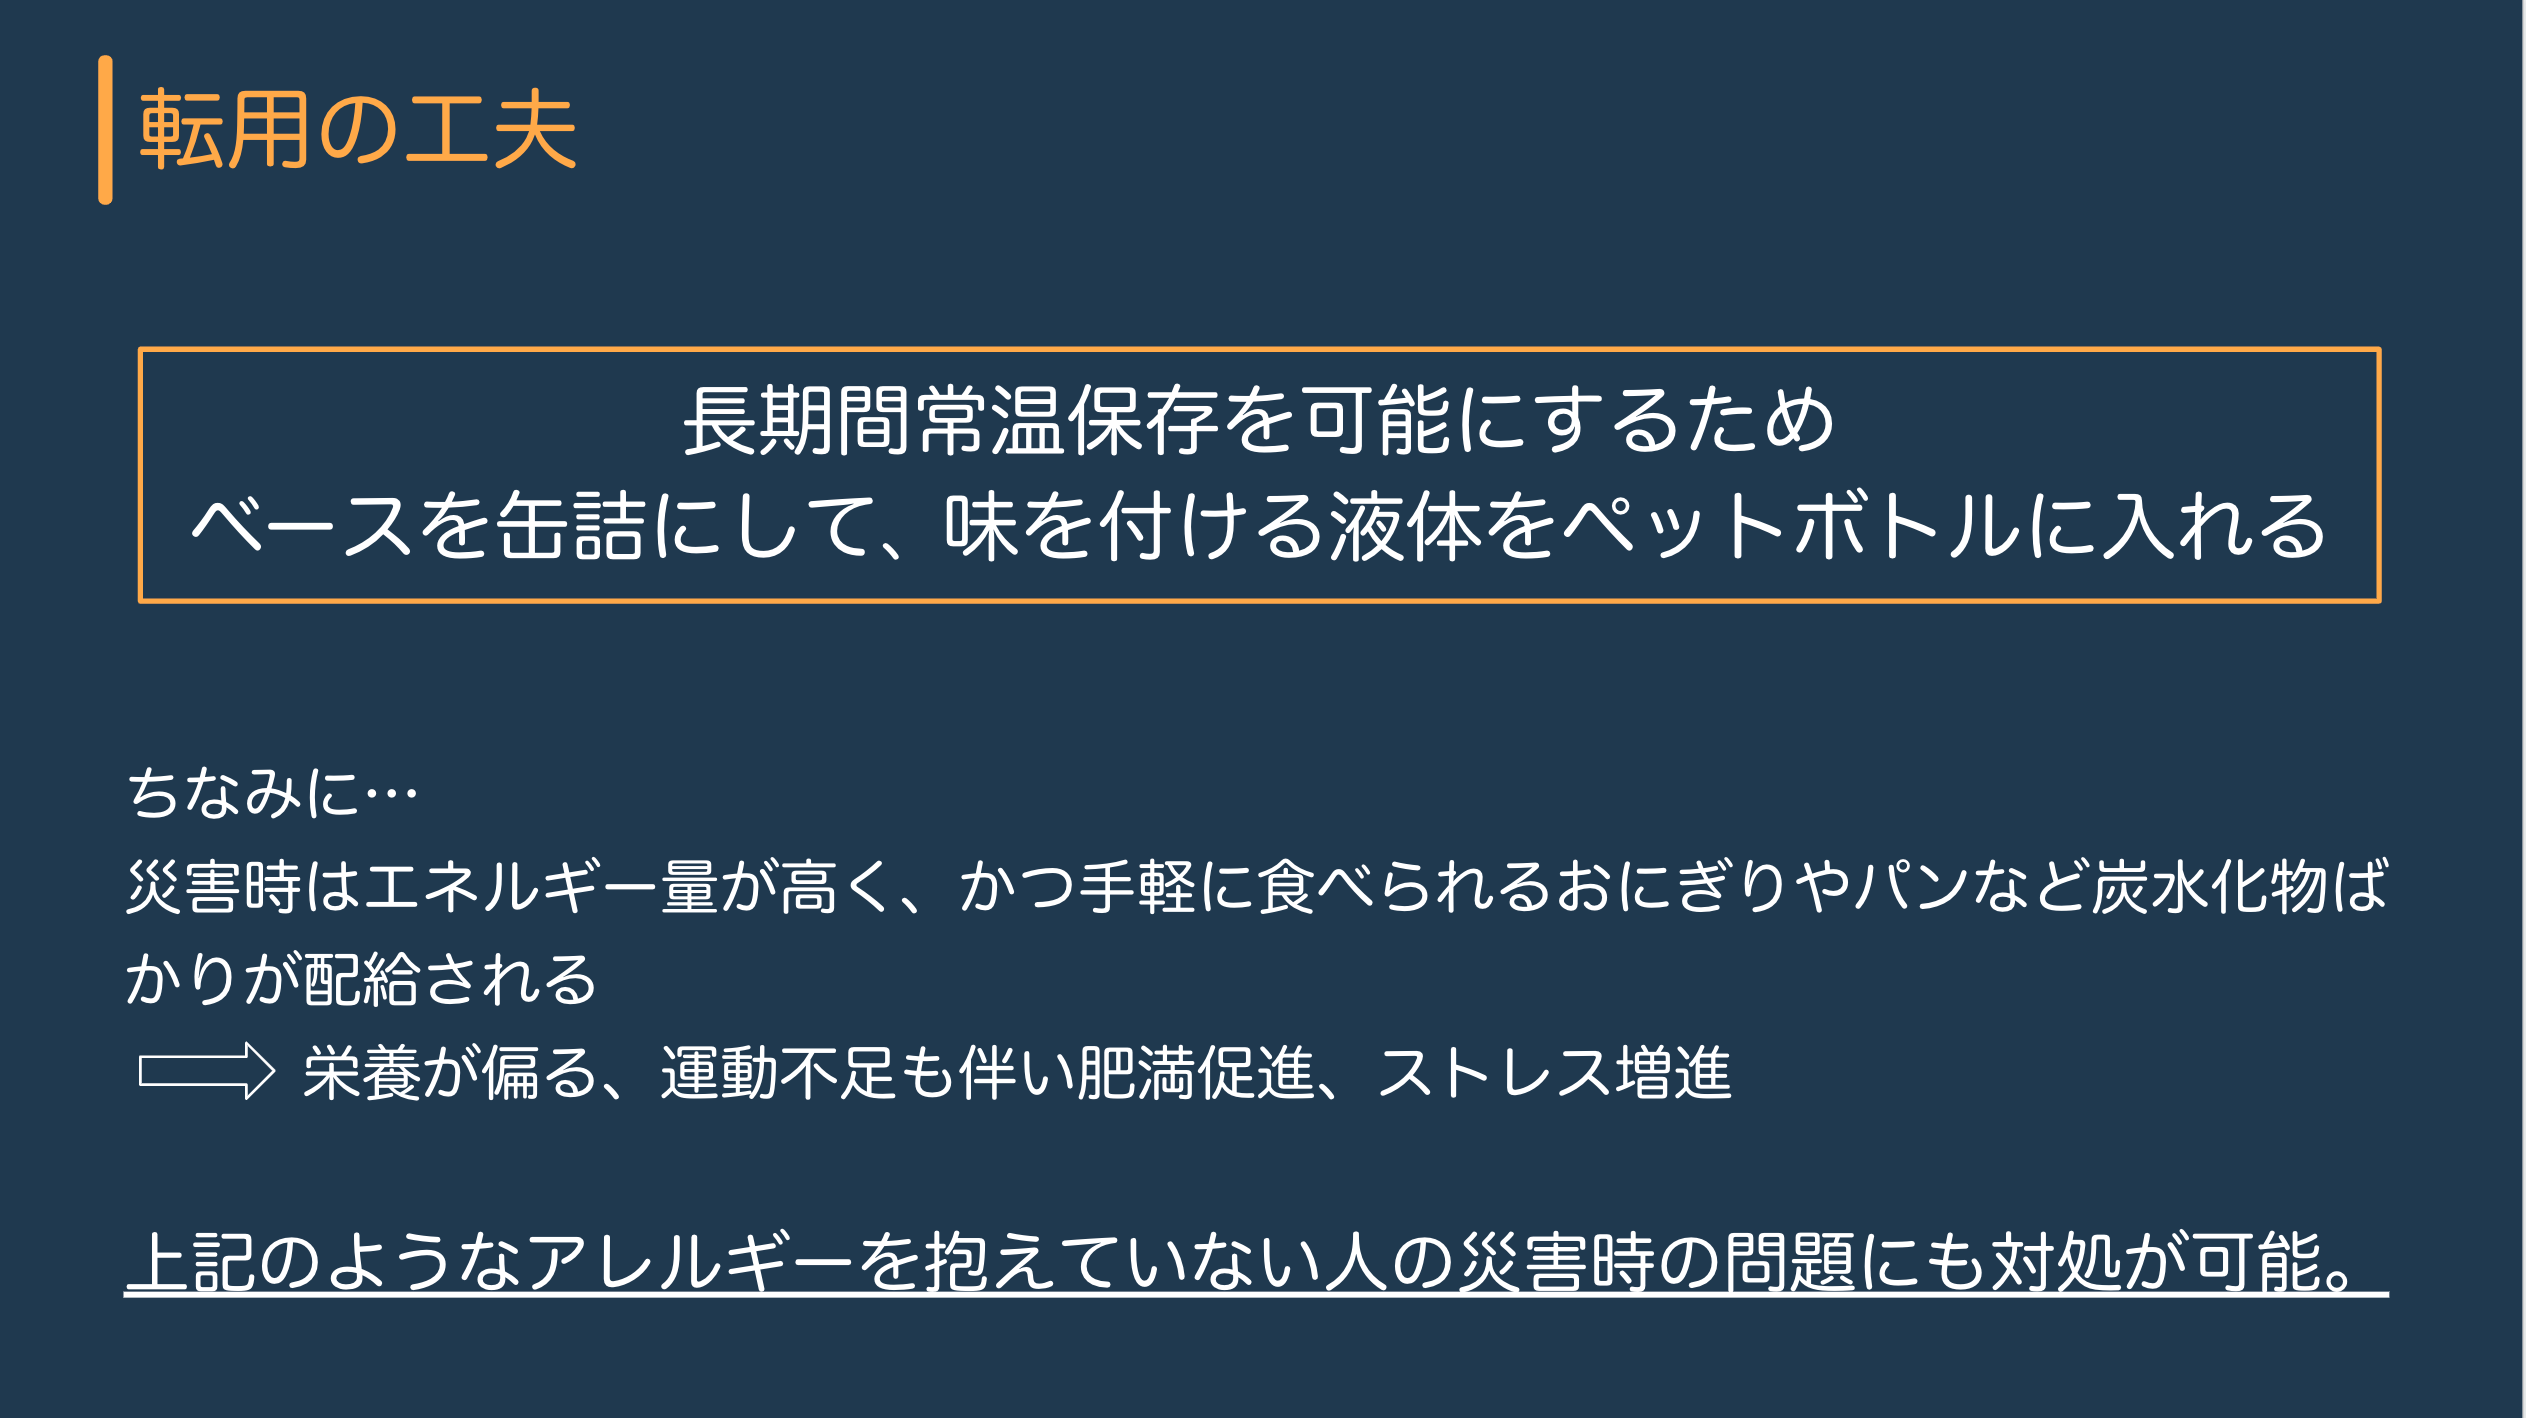 転用の工夫
長期間常温保存を可能にするため
ベースを缶詰にして、味を付ける液体をペットボトルに入れる
ちなみに…
災害時はエネルギー量が高く、かつ手軽に食べられるおにぎりやパンなど炭水化物ば
かりが配給される
栄養が偏る、運動不足も伴い肥満促進、ストレス増進
上記のようなアレルギーを抱えていない人の災害時の問題にも対処が可能。